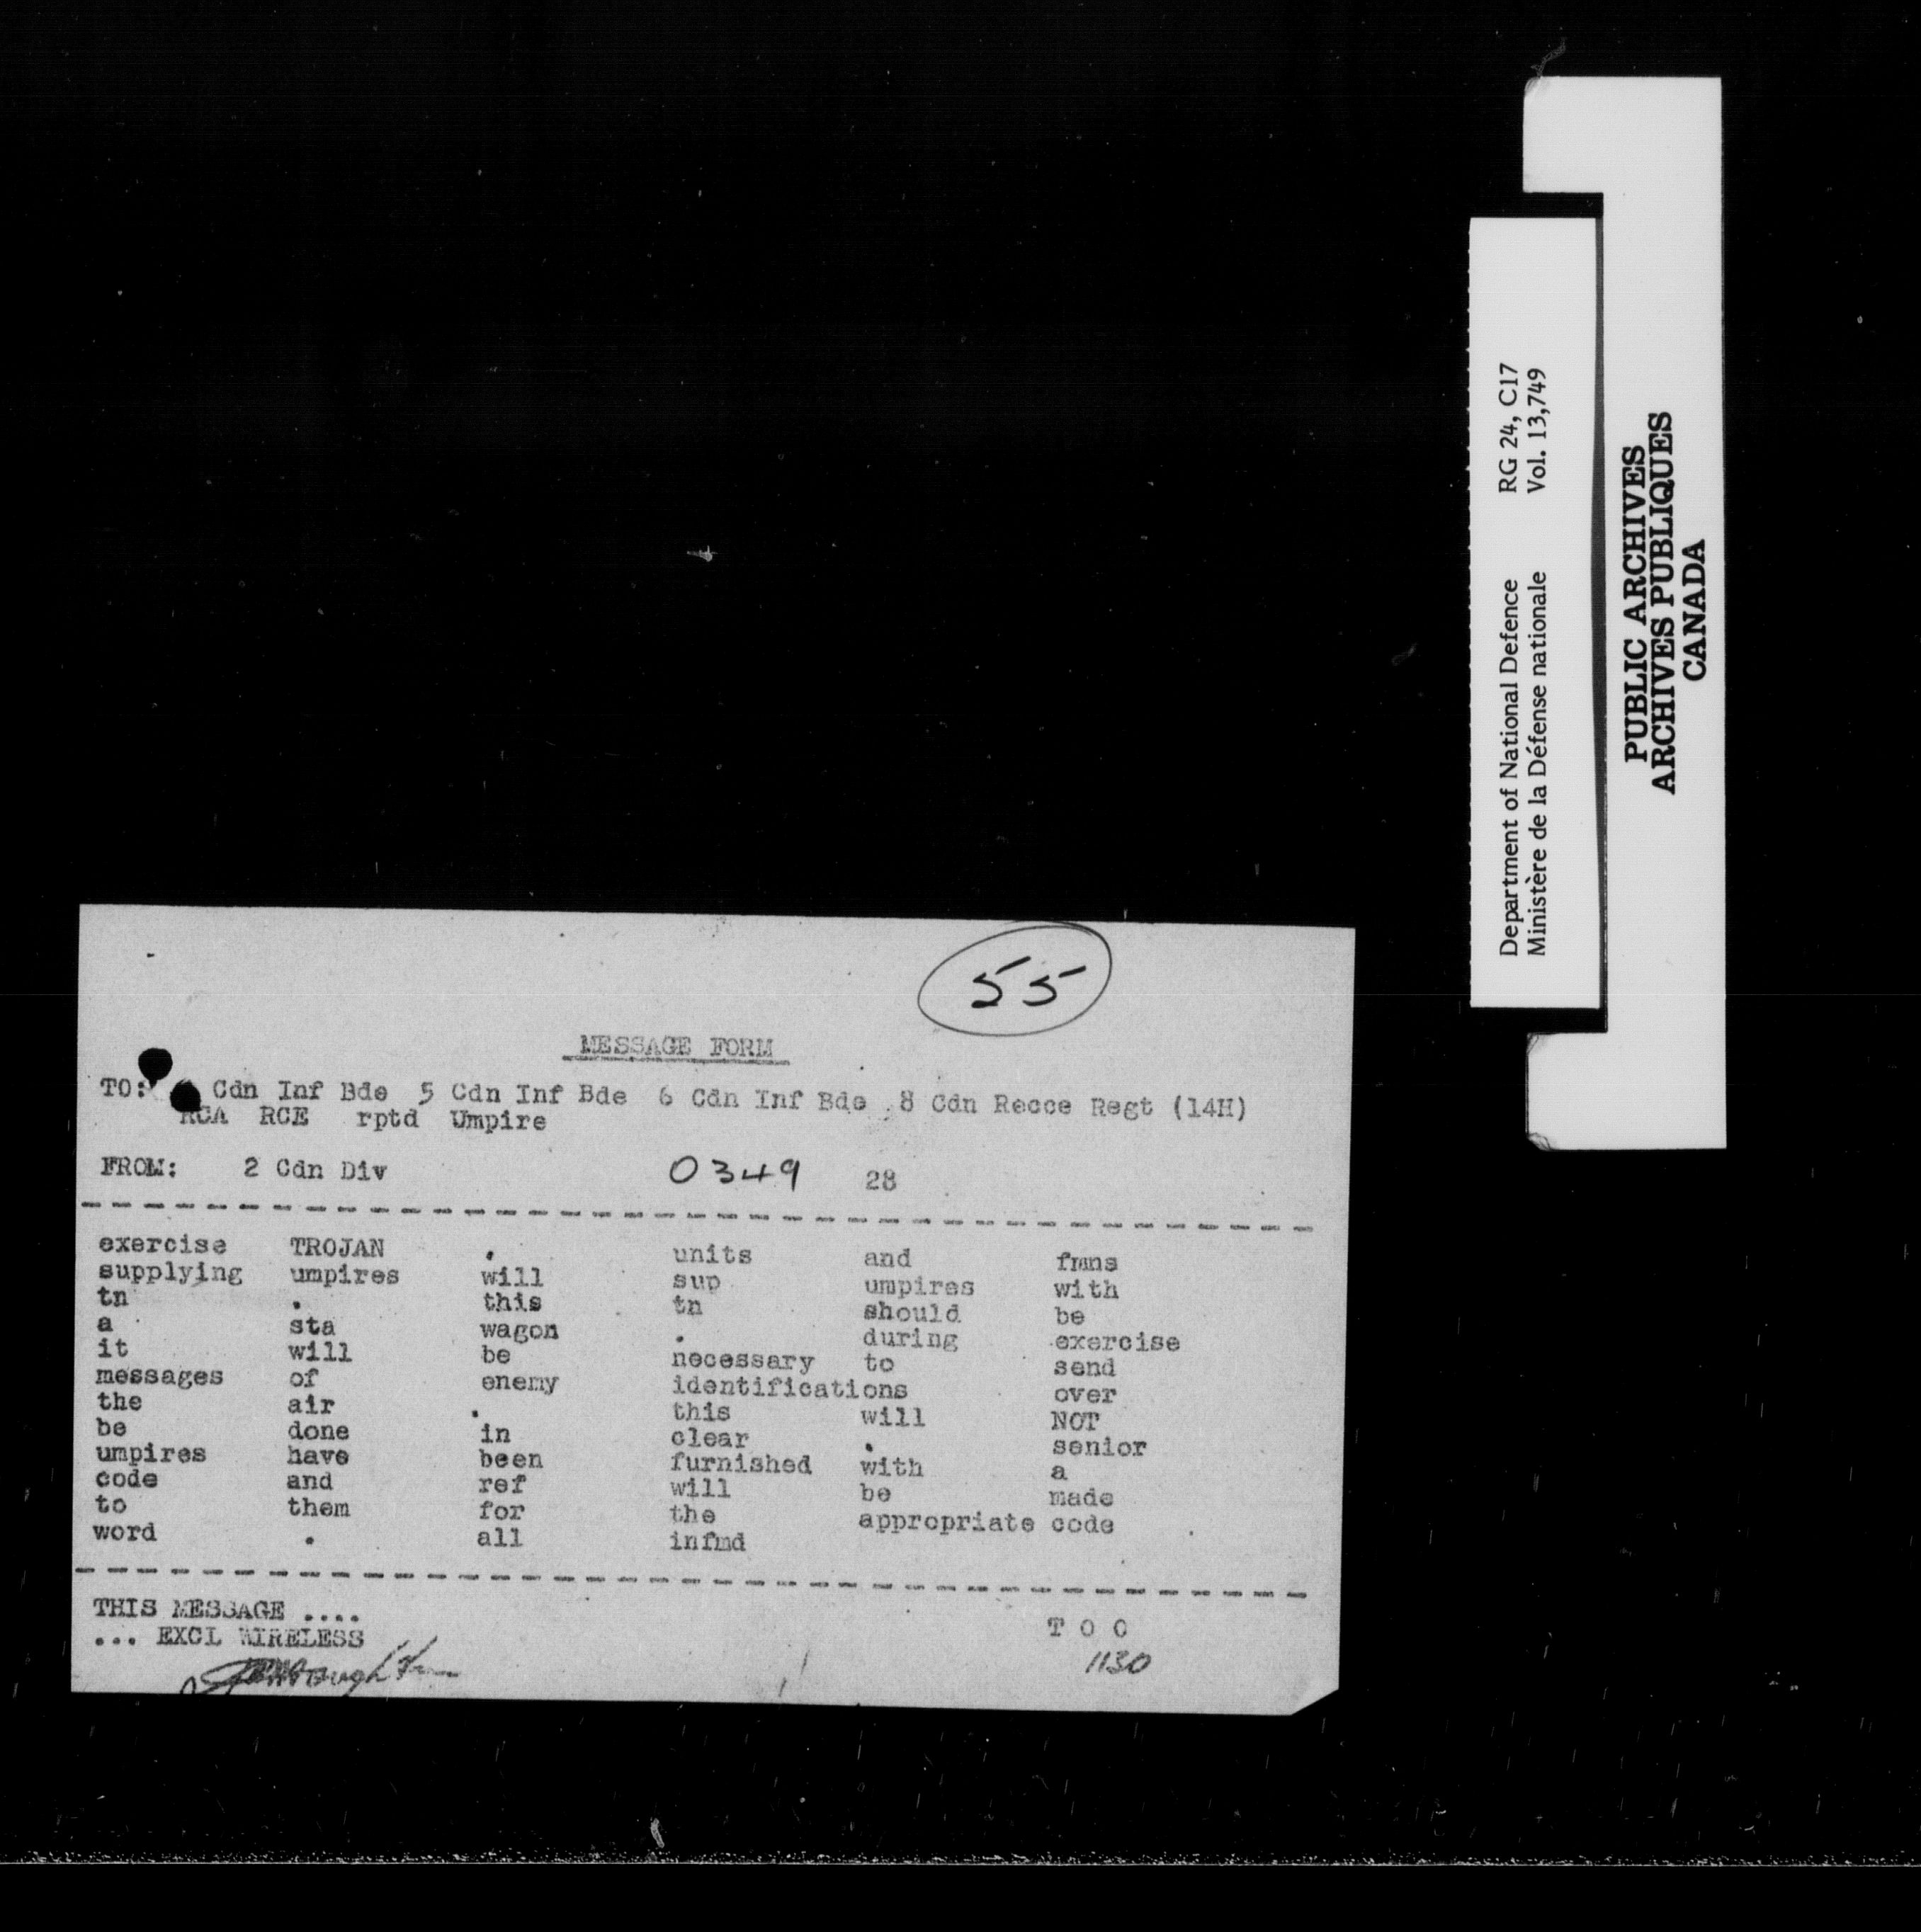 55
MESSAGE FORM
TO: Cdn Inf Bde 5 Cdn Inf Bde 6 Cdn Inf Bde 8 Cdn Recce Regt (14H)
RCA RCE rptd Umpire
FROM: 2 Cdn Div 0349 28
exercise TROJAN . units and fmns
supplying umpires will sup umpires with
tn . this tn should be
a sta wagon . during exercise
it will be necessary to send
messages of enemy identifications over
the air . this will NOT
be done in clear . senior
umpires have been furnished with a
code and ref will be made
to them for the appropriate code
word . all infmd
THIS MESSAGE ....
... EXCL WIRELESS
T O O
1130
Department of National Defence RG 24, C17
Ministère de la Défense nationale Vol. 13,749
PUBLIC ARCHIVES
ARCHIVES PUBLIQUES
CANADA